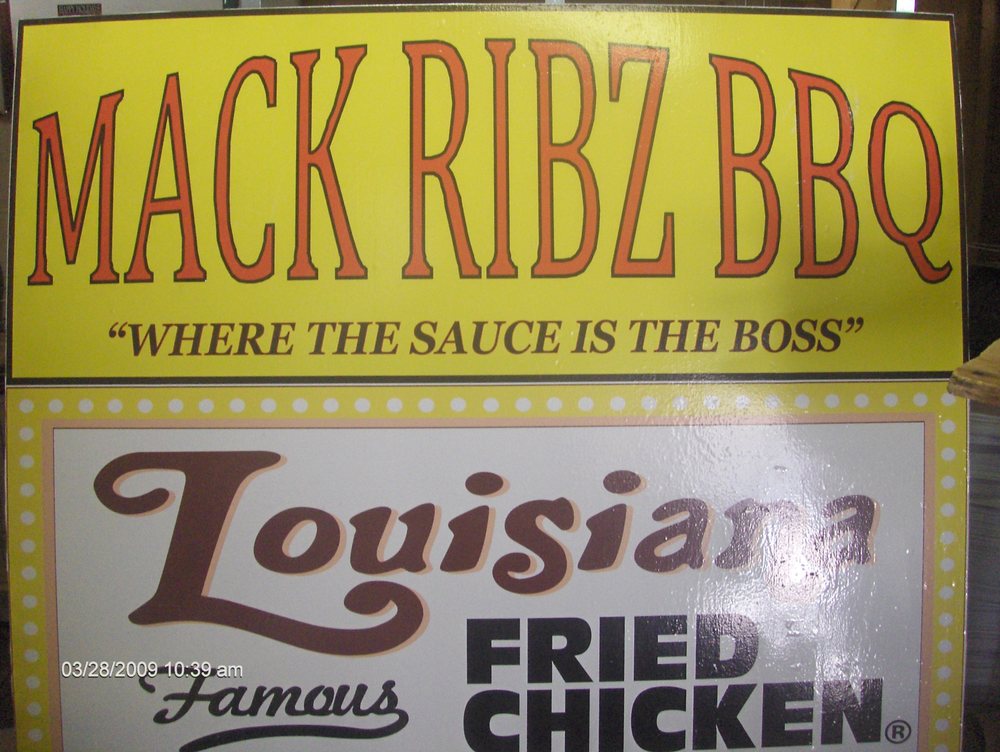 MACK RIBZ BBQ
“WHERE THE SAUCE IS THE BOSS”
Louisiana
Famous
FRIED
CHICKEN®
03/28/2009 10:39 am